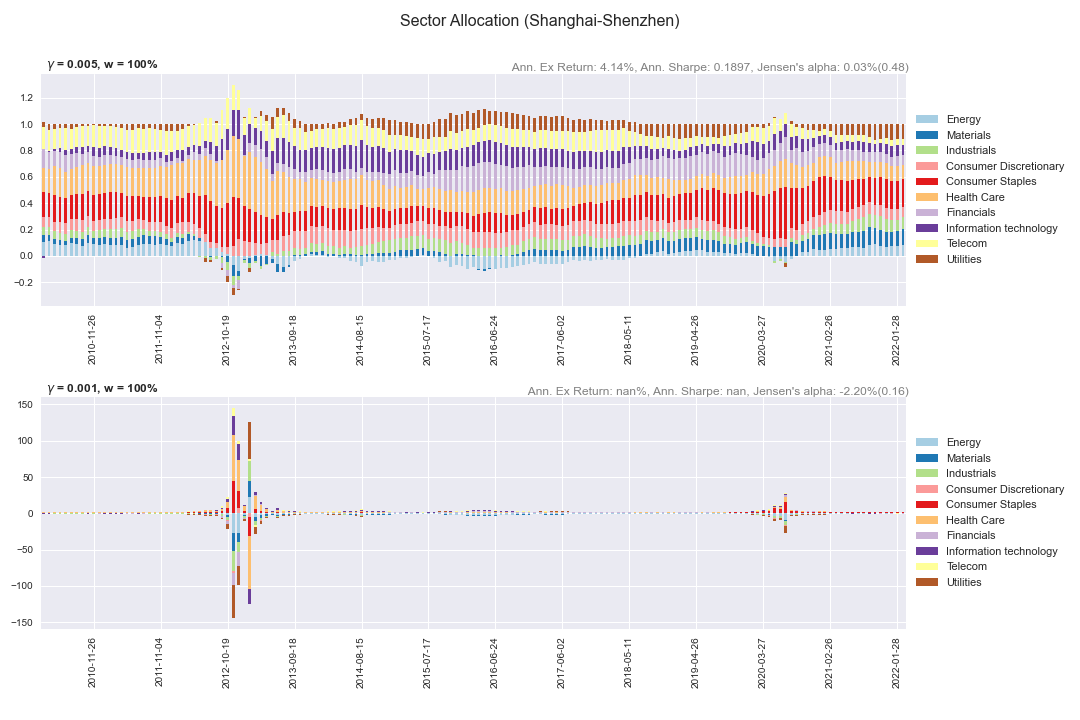 Sector Allocation (Shanghai-Shenzhen)
γ = 0.005, w = 100%
Ann. Ex Return: 4.14%, Ann. Sharpe: 0.1897, Jensen's alpha: 0.03%(0.48)
1.2
1.0
0.8
0.6
0.4
0.2
0.0
−0.2
Energy
Materials
Industrials
Consumer Discretionary
Consumer Staples
Health Care
Financials
Information technology
Telecom
Utilities
2010-11-26
2011-11-04
2012-10-19
2013-09-18
2014-08-15
2015-07-17
2016-06-24
2017-06-02
2018-05-11
2019-04-26
2020-03-27
2021-02-26
2022-01-28
γ = 0.001, w = 100%
Ann. Ex Return: nan%, Ann. Sharpe: nan, Jensen's alpha: -2.20%(0.16)
150
100
50
0
−50
−100
−150
Energy
Materials
Industrials
Consumer Discretionary
Consumer Staples
Health Care
Financials
Information technology
Telecom
Utilities
2010-11-26
2011-11-04
2012-10-19
2013-09-18
2014-08-15
2015-07-17
2016-06-24
2017-06-02
2018-05-11
2019-04-26
2020-03-27
2021-02-26
2022-01-28